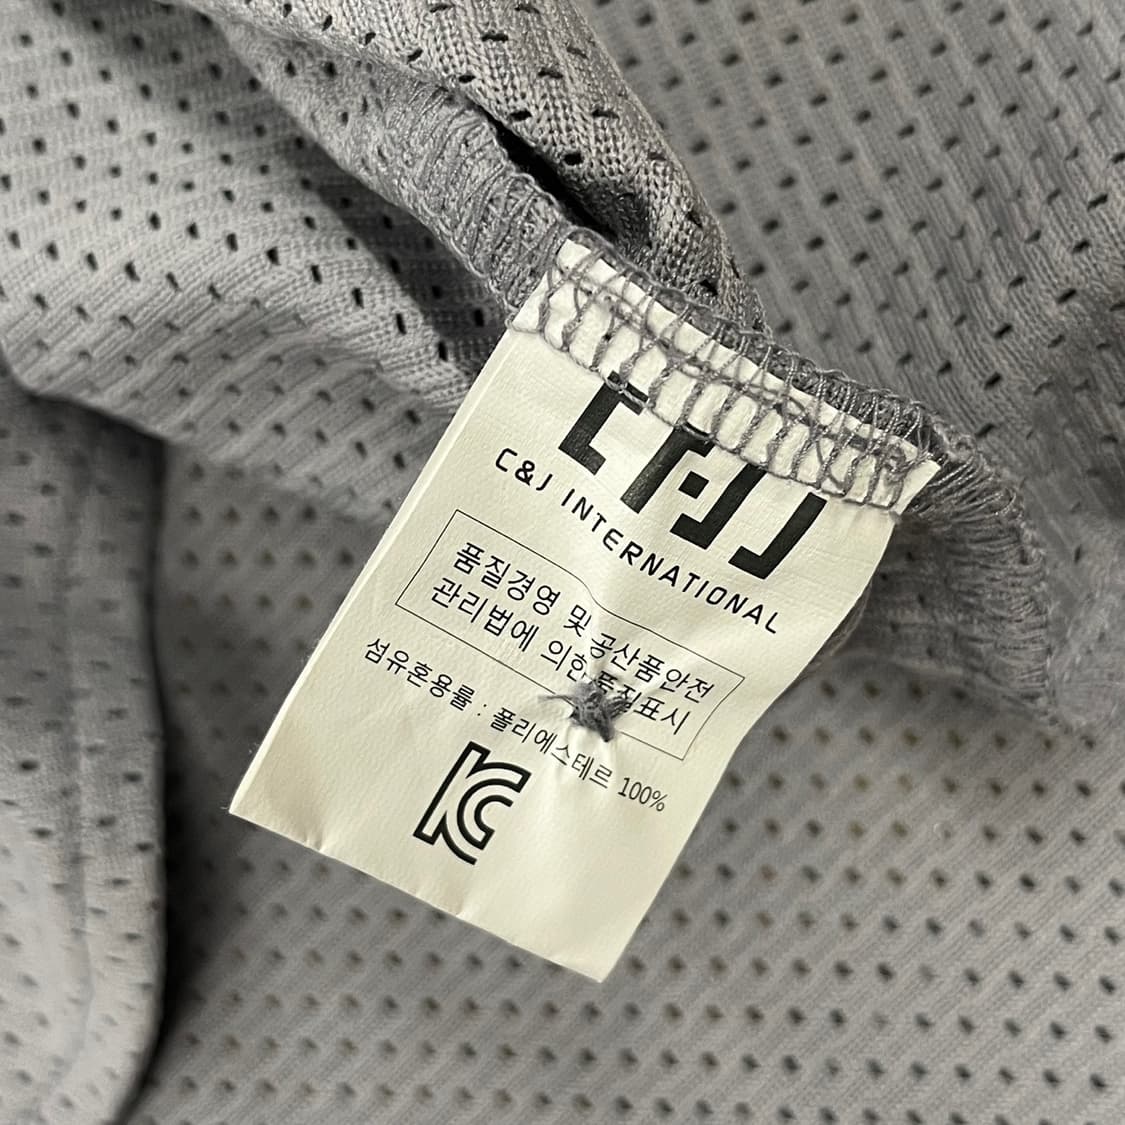 C&J
C&J INTERNATIONAL
품질경영 및 공산품안전
관리법에 의한 품질표시
섬유혼용률 : 폴리에스테르 100%
KC